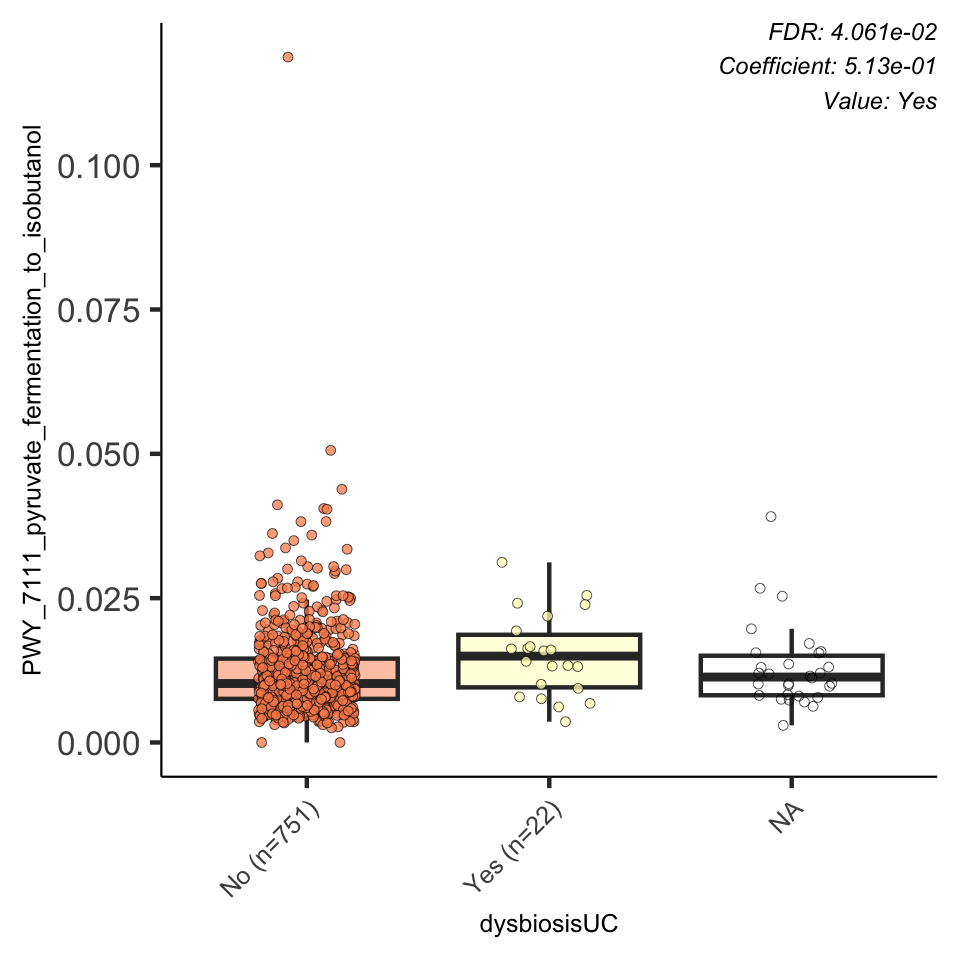 FDR: 4.061e-02
Coefficient: 5.13e-01
Value: Yes
PWY_7111_pyruvate_fermentation_to_isobutanol
0.100
0.075
0.050
0.025
0.000
No (n=751)
Yes (n=22)
NA
dysbiosisUC